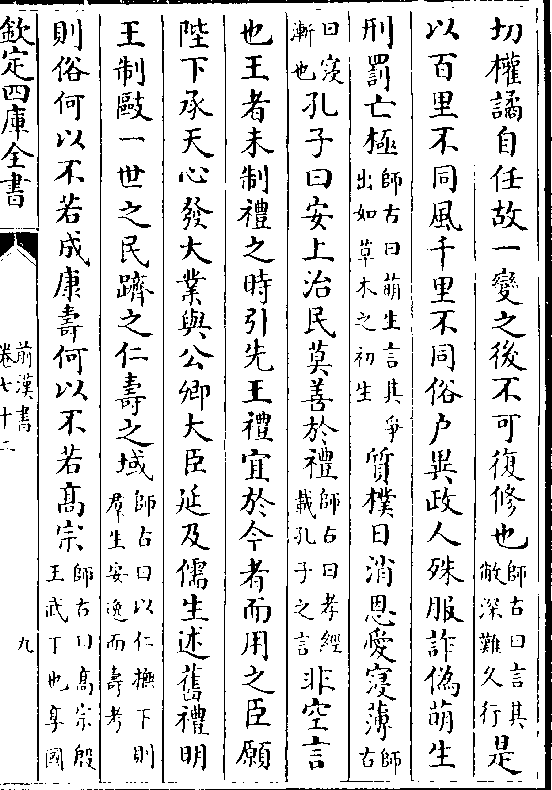 切權譎自任故一變之後不可復修也師古曰言其敝深難久行是
以百里不同風千里不同俗户異政人殊服詐偽萌生
刑罰亡極師古曰萌生言其爭出如草木之初生質樸日消恩愛寖薄師古
曰寖漸也孔子曰安上治民莫善於禮師古曰孝經載孔子之言非空言
也王者未制禮之時引先王禮宜於今者而用之臣願
陛下承天心發大業與公卿大臣延及儒生述舊禮明
王制敺一世之民躋之仁壽之域師古曰以仁撫下則羣生安逸而壽考
則俗何以不若成康壽何以不若髙宗師古曰髙宗殷王武丁也享國
欽定四庫全書
前漢書
卷七十二
九